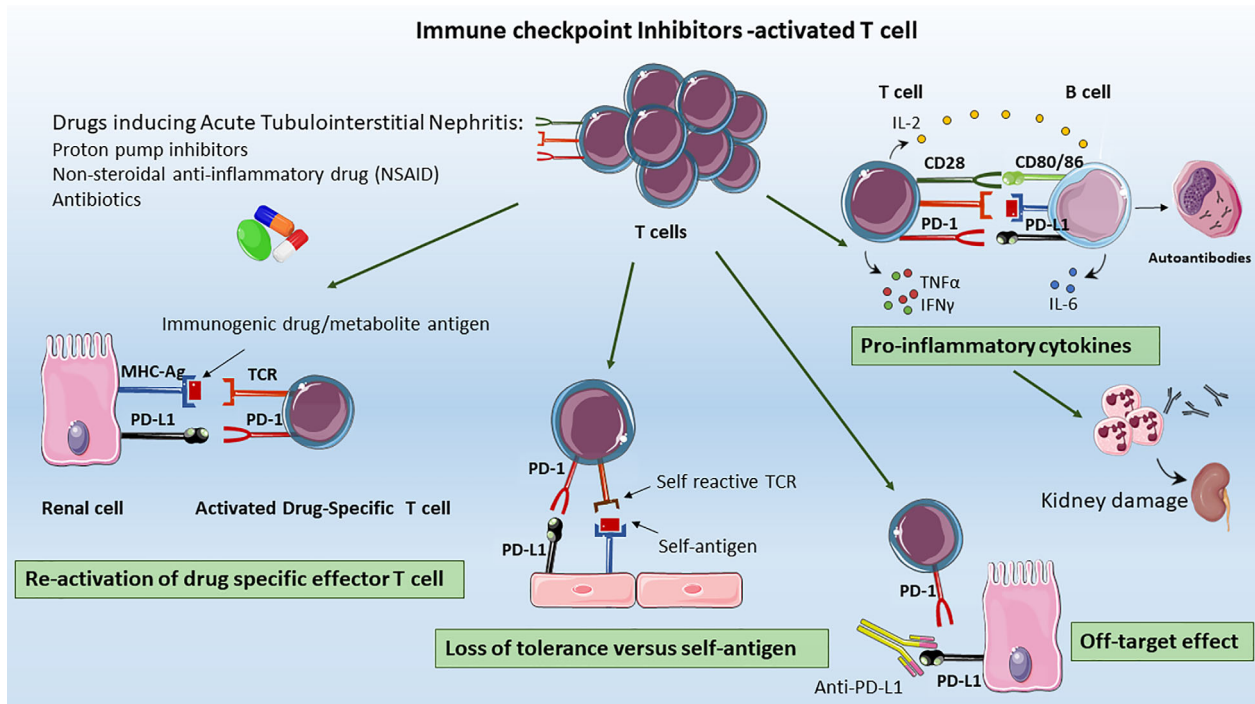 Immune checkpoint Inhibitors -activated T cell
Drugs inducing Acute Tubulointerstitial Nephritis:
Proton pump inhibitors
Non-steroidal anti-inflammatory drug (NSAID)
Antibiotics
T cells
T cell
B cell
IL-2
CD28
CD80/86
PD-1
PD-L1
Autoantibodies
TNFα
IFNγ
IL-6
Pro-inflammatory cytokines
Immunogenic drug/metabolite antigen
MHC-Ag
TCR
PD-L1
PD-1
Renal cell
Activated Drug-Specific T cell
Re-activation of drug specific effector T cell
PD-1
Self reactive TCR
PD-L1
Self-antigen
Loss of tolerance versus self-antigen
Kidney damage
PD-1
Anti-PD-L1
PD-L1
Off-target effect